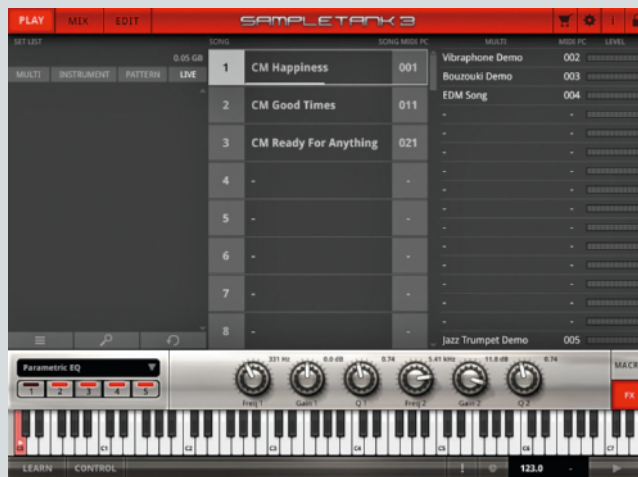 PLAY MIX EDIT SAMPLETANK 3 i
SET LIST SONG SONG MIDI PC MULTI MIDI PC LEVEL
0.05 GB
MULTI INSTRUMENT PATTERN LIVE
1 CM Happiness 001
2 CM Good Times 011
3 CM Ready For Anything 021
4 - -
5 - -
6 - -
7 - -
8 - -
Vibraphone Demo 002
Bouzouki Demo 003
EDM Song 004
- -
- -
- -
- -
- -
- -
- -
- -
- -
- -
- -
- -
Jazz Trumpet Demo 005
Parametric EQ
1 2 3 4 5
331 Hz 0.0 dB 0.74 5.41 kHz 11.8 dB 0.74
Freq 1 Gain 1 Q 1 Freq 2 Gain 2 Q 2
MACR
FX
C0 C1 C2 C3 C4 C5 C6 C7
LEARN CONTROL ! 123.0 -